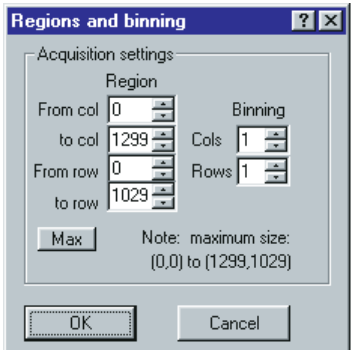 Regions and binning
Acquisition settings
Region
From col 0 Binning
to col 1299 Cols 1
From row 0 Rows 1
to row 1029
Max Note: maximum size:
(0,0) to (1299,1029)
OK Cancel